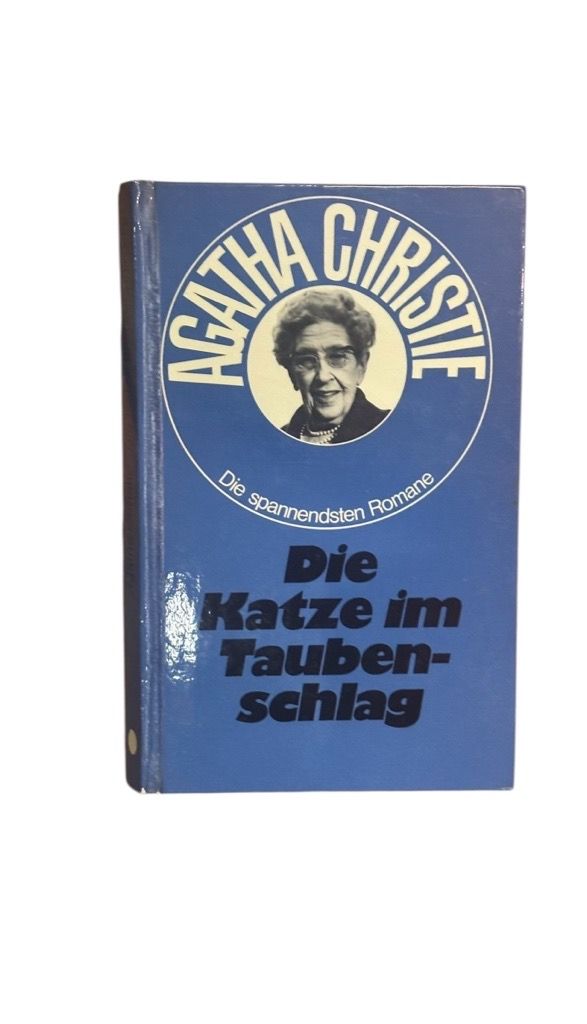 AGATHA CHRISTIE
Die spannendsten Romane
Die
Katze im
Tauben-
schlag